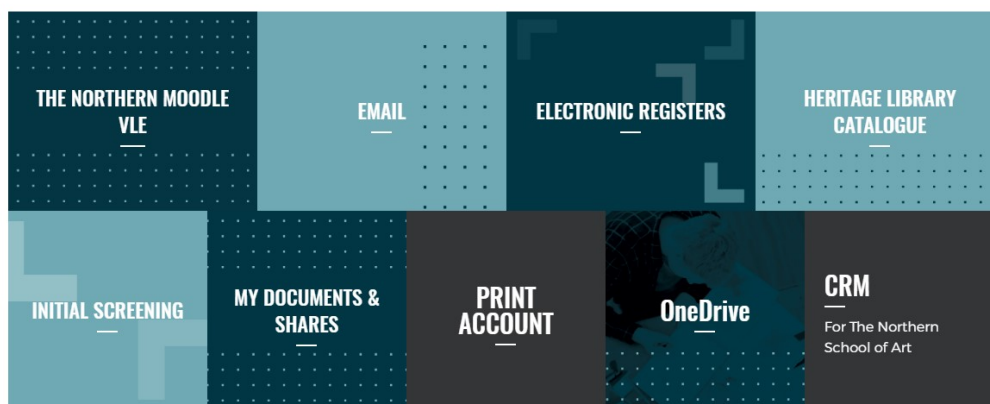 THE NORTHERN MOODLE
VLE
EMAIL
ELECTRONIC REGISTERS
HERITAGE LIBRARY
CATALOGUE
INITIAL SCREENING
MY DOCUMENTS &
SHARES
PRINT
ACCOUNT
OneDrive
CRM
For The Northern
School of Art